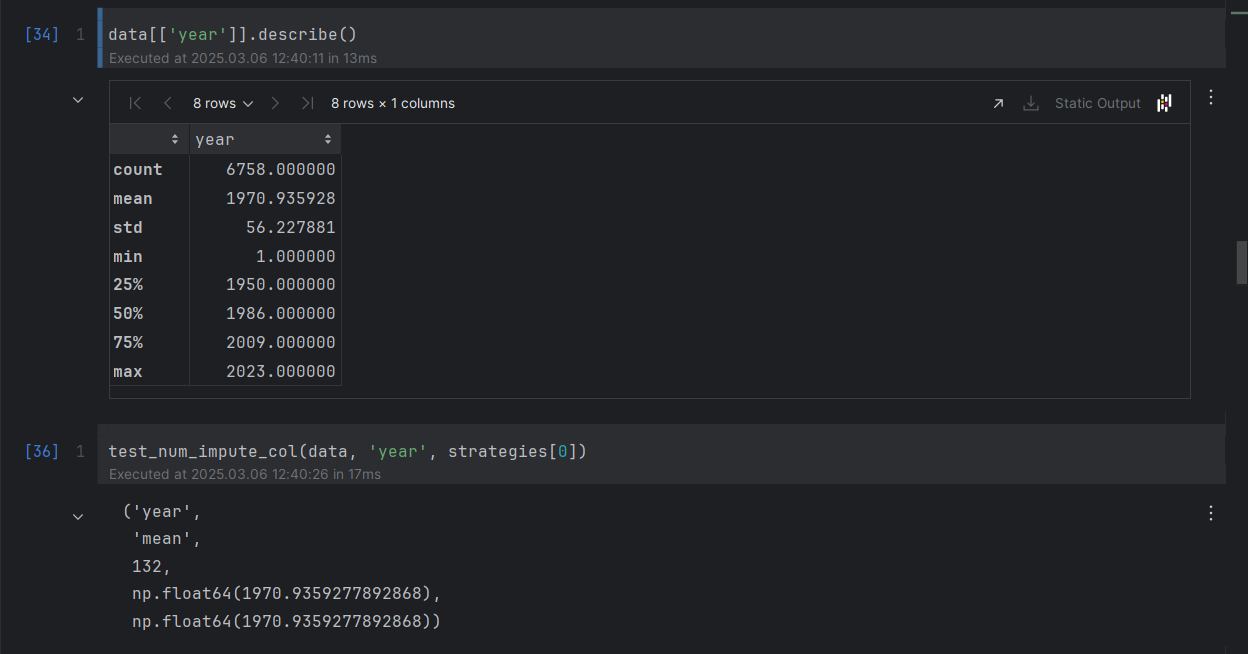 [34] 1 data[['year']].describe()
Executed at 2025.03.06 12:40:11 in 13ms
8 rows 8 rows × 1 columns Static Output
year
count 6758.000000
mean 1970.935928
std 56.227881
min 1.000000
25% 1950.000000
50% 1986.000000
75% 2009.000000
max 2023.000000
[36] 1 test_num_impute_col(data, 'year', strategies[0])
Executed at 2025.03.06 12:40:26 in 17ms
('year',
'mean',
132,
np.float64(1970.9359277892868),
np.float64(1970.9359277892868))